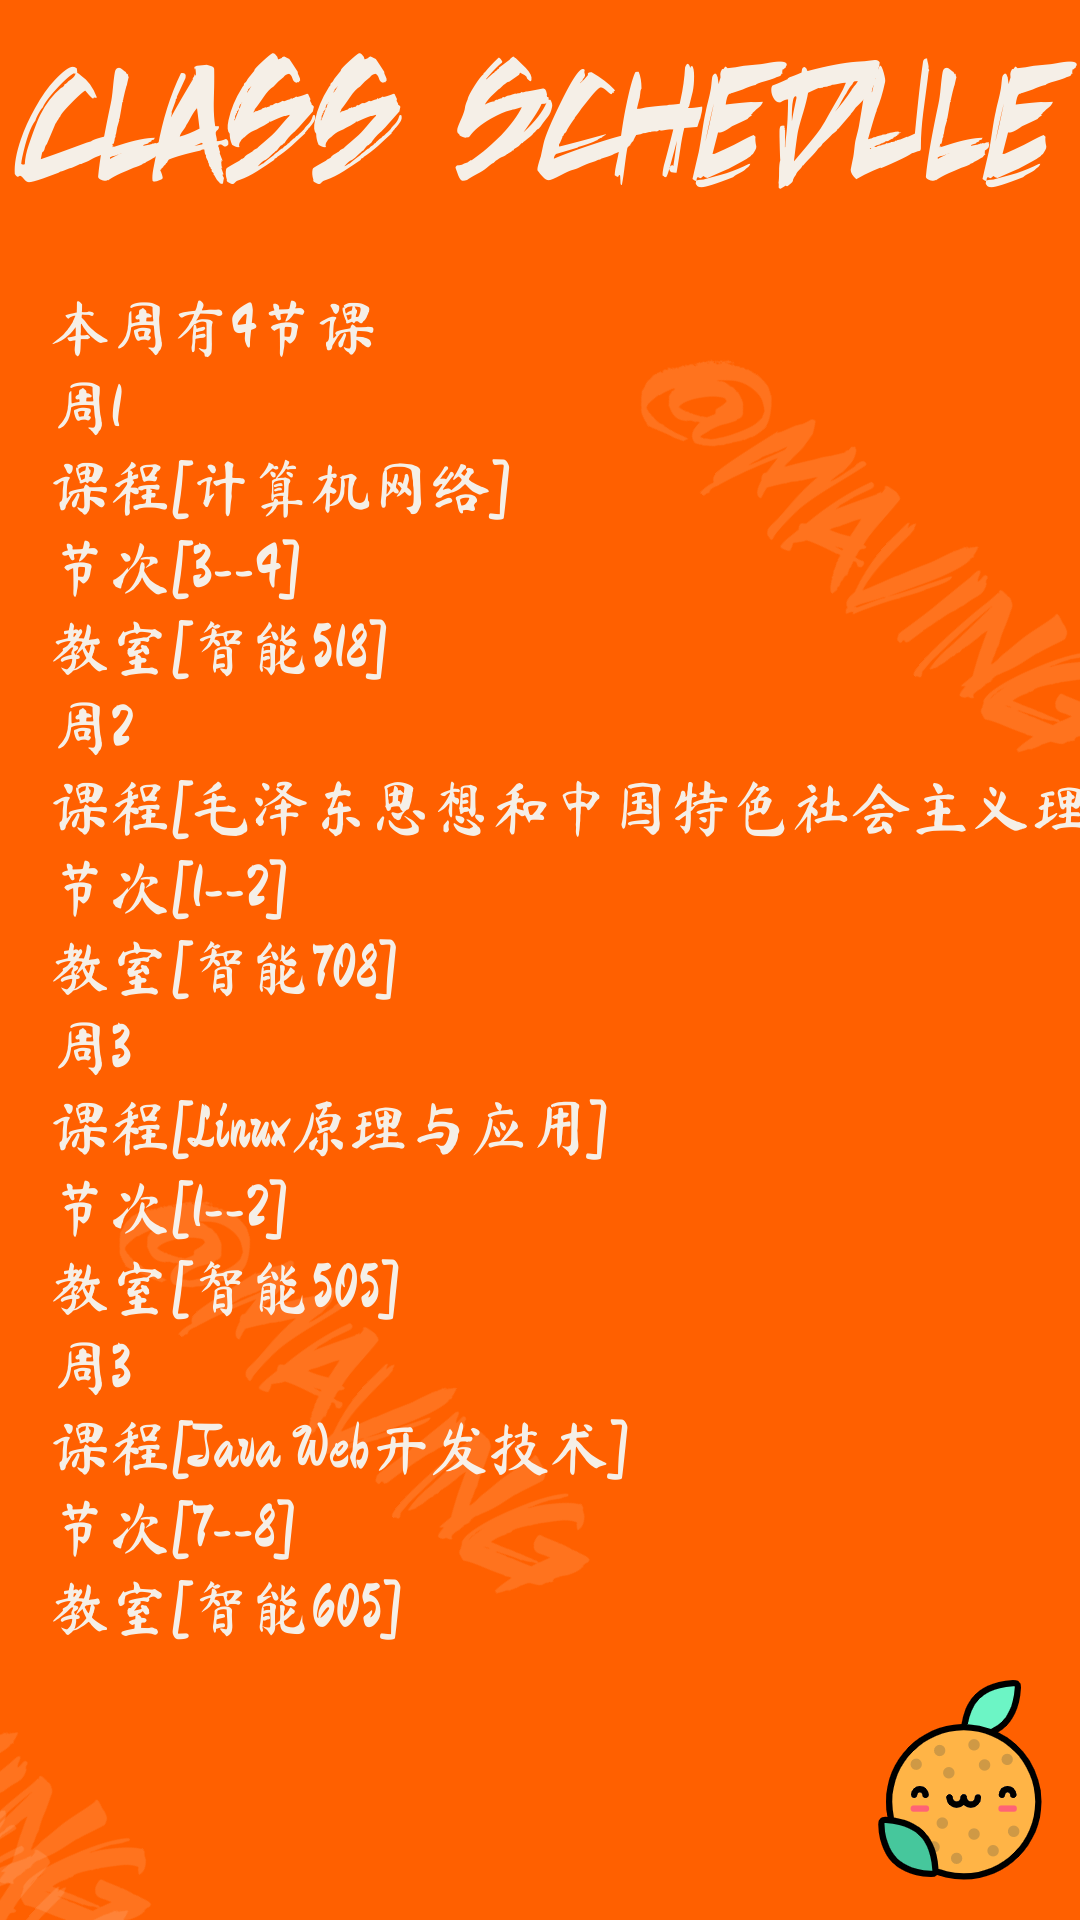 CLASS SCHEDULE
本周有4节课
周1
课程[计算机网络]
节次[3--4]
教室[智能518]
周2
课程[毛泽东思想和中国特色社会主义理
节次[1--2]
教室[智能708]
周3
课程[Linux原理与应用]
节次[1--2]
教室[智能505]
周3
课程[Java Web开发技术]
节次[7--8]
教室[智能605]
@MAVING
@MAVING
ING